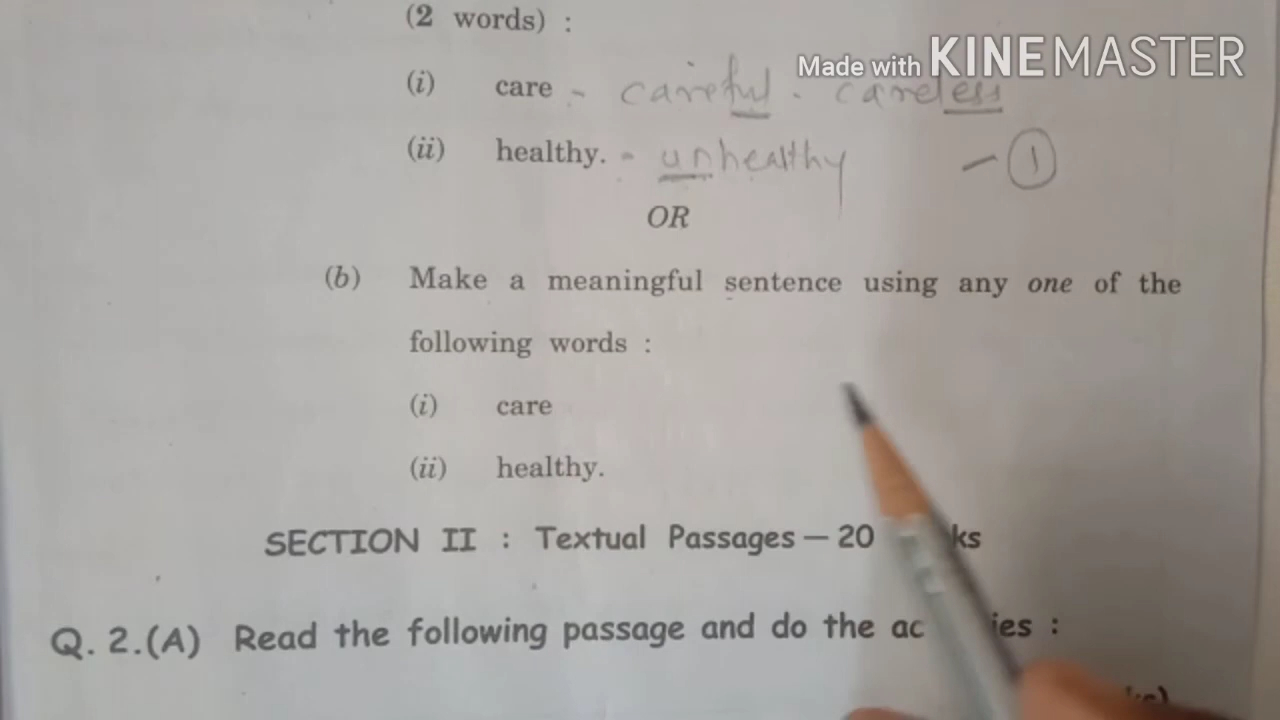 (2 words) :
Made with KINEMASTER
(i) care - careful - careless
(ii) healthy. - unhealthy - 1
OR
(b) Make a meaningful sentence using any one of the
following words :
(i) care
(ii) healthy.
SECTION II : Textual Passages — 20 ks
Q. 2.(A) Read the following passage and do the ac ies :